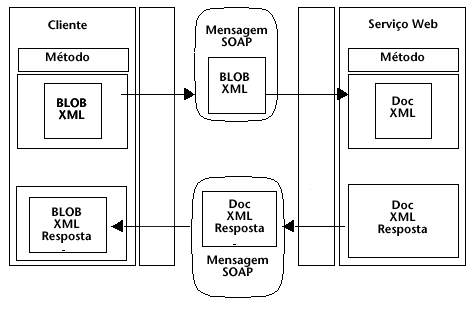 Cliente
Método
BLOB
XML
Mensagem
SOAP
BLOB
XML
Serviço Web
Método
Doc
XML
BLOB
XML
Resposta
-
Doc
XML
Resposta
-
Mensagem
SOAP
Doc
XML
Resposta